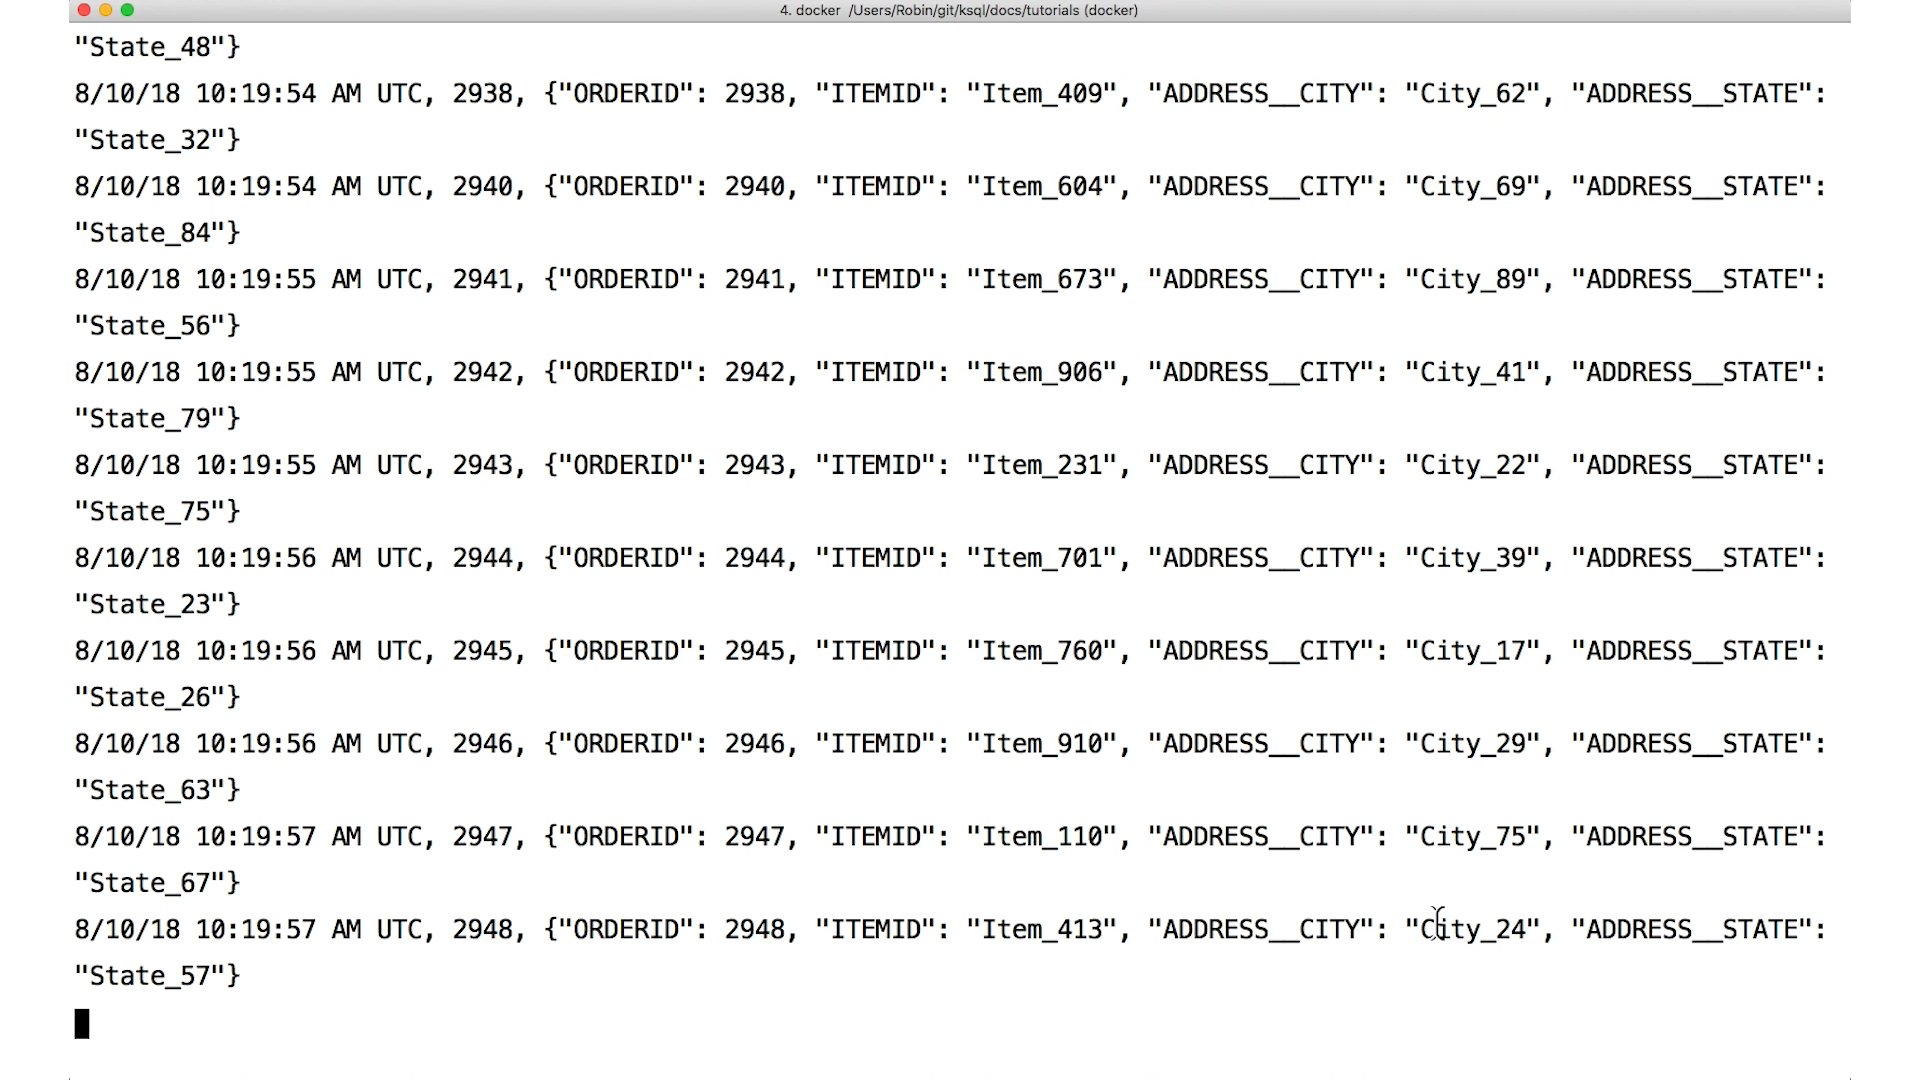 4. docker /Users/Robin/git/ksql/docs/tutorials (docker)
"State_48"}
8/10/18 10:19:54 AM UTC, 2938, {"ORDERID": 2938, "ITEMID": "Item_409", "ADDRESS__CITY": "City_62", "ADDRESS__STATE":
"State_32"}
8/10/18 10:19:54 AM UTC, 2940, {"ORDERID": 2940, "ITEMID": "Item_604", "ADDRESS__CITY": "City_69", "ADDRESS__STATE":
"State_84"}
8/10/18 10:19:55 AM UTC, 2941, {"ORDERID": 2941, "ITEMID": "Item_673", "ADDRESS__CITY": "City_89", "ADDRESS__STATE":
"State_56"}
8/10/18 10:19:55 AM UTC, 2942, {"ORDERID": 2942, "ITEMID": "Item_906", "ADDRESS__CITY": "City_41", "ADDRESS__STATE":
"State_79"}
8/10/18 10:19:55 AM UTC, 2943, {"ORDERID": 2943, "ITEMID": "Item_231", "ADDRESS__CITY": "City_22", "ADDRESS__STATE":
"State_75"}
8/10/18 10:19:56 AM UTC, 2944, {"ORDERID": 2944, "ITEMID": "Item_701", "ADDRESS__CITY": "City_39", "ADDRESS__STATE":
"State_23"}
8/10/18 10:19:56 AM UTC, 2945, {"ORDERID": 2945, "ITEMID": "Item_760", "ADDRESS__CITY": "City_17", "ADDRESS__STATE":
"State_26"}
8/10/18 10:19:56 AM UTC, 2946, {"ORDERID": 2946, "ITEMID": "Item_910", "ADDRESS__CITY": "City_29", "ADDRESS__STATE":
"State_63"}
8/10/18 10:19:57 AM UTC, 2947, {"ORDERID": 2947, "ITEMID": "Item_110", "ADDRESS__CITY": "City_75", "ADDRESS__STATE":
"State_67"}
8/10/18 10:19:57 AM UTC, 2948, {"ORDERID": 2948, "ITEMID": "Item_413", "ADDRESS__CITY": "City_24", "ADDRESS__STATE":
"State_57"}